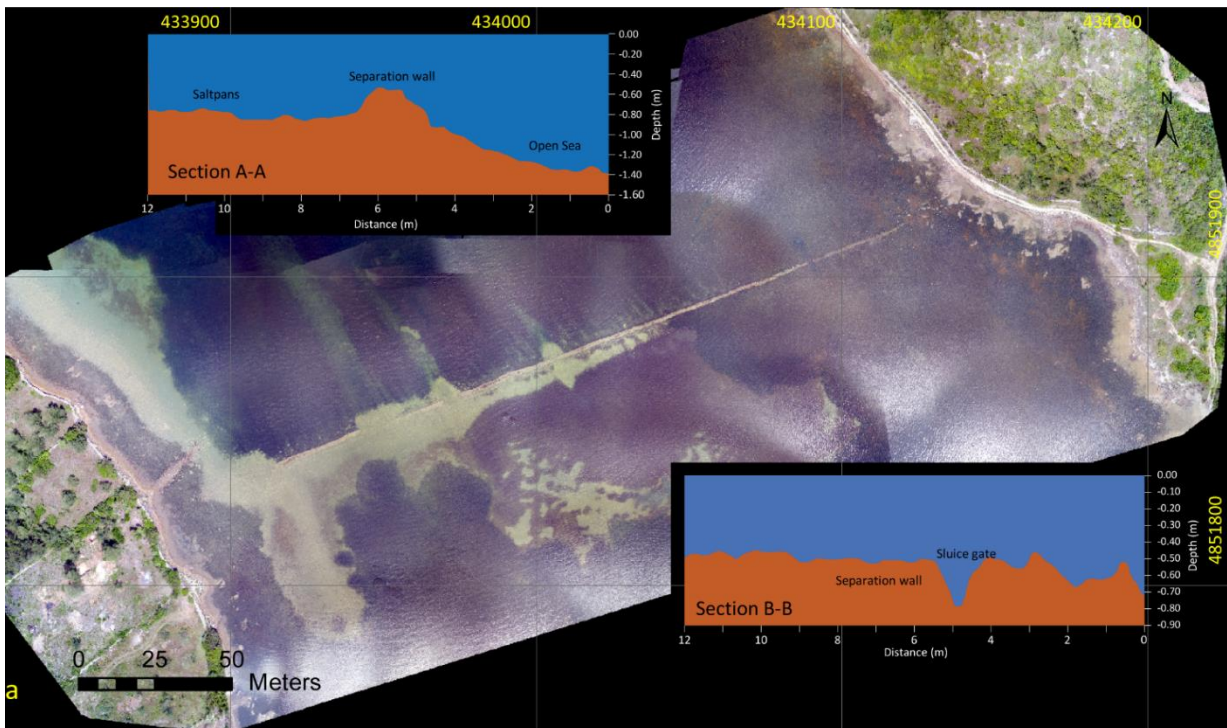 433900 434000 434100 434200
0.00
-0.20
-0.40
-0.60
-0.80
-1.00
-1.20
-1.40
-1.60
Depth (m)
Separation wall
Saltpans
Open Sea
Section A-A
12 10 8 6 4 2 0
Distance (m)
N
4851900
0.00
-0.10
-0.20
-0.30
-0.40
-0.50
-0.60
-0.70
-0.80
-0.90
Depth (m)
4851800
Sluice gate
Separation wall
Section B-B
12 10 8 6 4 2 0
Distance (m)
0 25 50
Meters
a